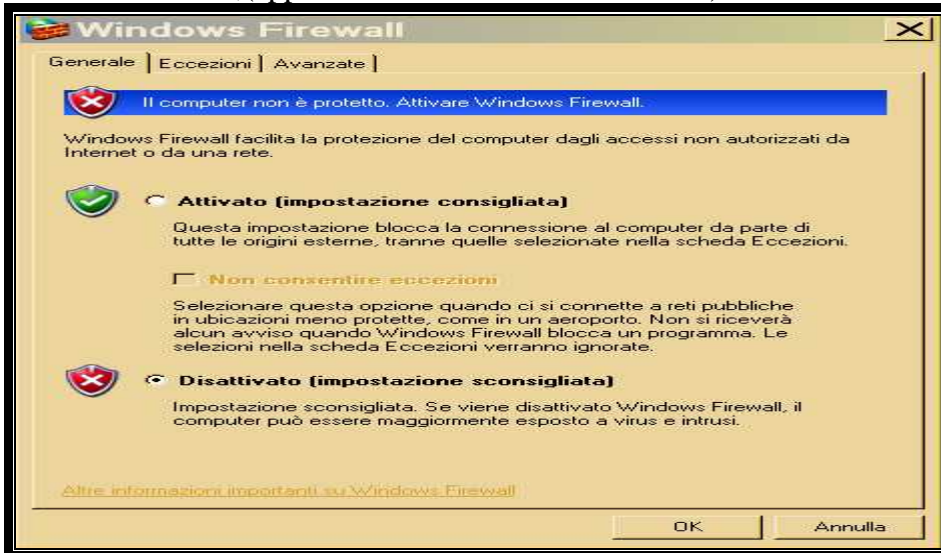 Windows Firewall
Generale Eccezioni Avanzate
Il computer non è protetto. Attivare Windows Firewall.
Windows Firewall facilita la protezione del computer dagli accessi non autorizzati da
Internet o da una rete.
Attivato (impostazione consigliata)
Questa impostazione blocca la connessione al computer da parte di
tutte le origini esterne, tranne quelle selezionate nella scheda Eccezioni.
Non consentire eccezioni
Selezionare questa opzione quando ci si connette a reti pubbliche
in ubicazioni meno protette, come in un aeroporto. Non si riceverà
alcun avviso quando Windows Firewall blocca un programma. Le
selezioni nella scheda Eccezioni verranno ignorate.
Disattivato (impostazione sconsigliata)
Impostazione sconsigliata. Se viene disattivato Windows Firewall, il
computer può essere maggiormente esposto a virus e intrusi.
Altre informazioni importanti su Windows Firewall
OK Annulla